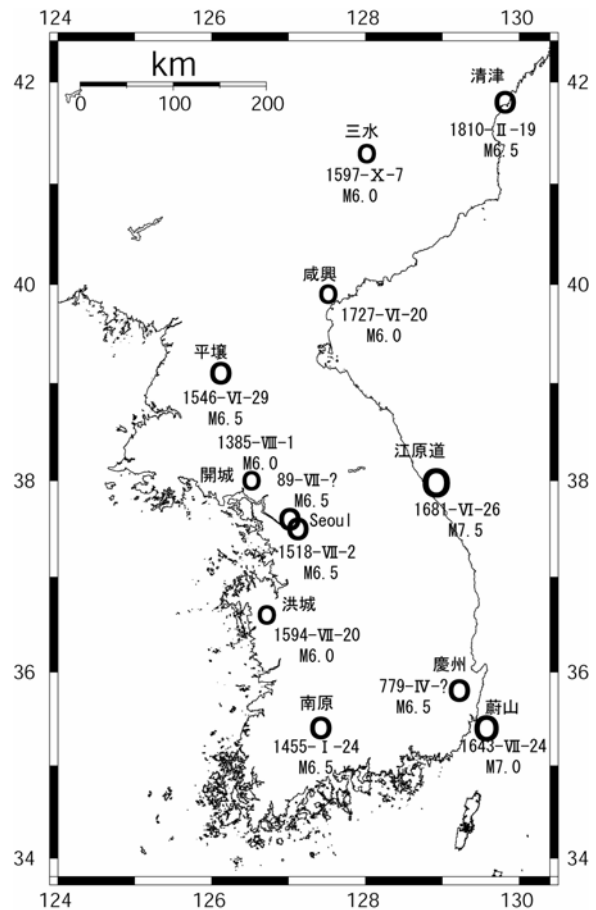 124 126 128 130
42
km
0 100 200
清津
1810-Ⅱ-19
M6.5
三水
1597-Ⅹ-7
M6.0
咸興
40
1727-Ⅵ-20
M6.0
平壌
1546-Ⅵ-29
M6.5
1385-Ⅷ-1
M6.0
開城
38
89-Ⅶ-?
M6.5
Seoul
1518-Ⅶ-2
M6.5
江原道
1681-Ⅵ-26
M7.5
洪城
1594-Ⅶ-20
M6.0
36
慶州
779-Ⅳ-?
M6.5
南原
1455-Ⅰ-24
M6.5
蔚山
1643-Ⅶ-24
M7.0
34
124 126 128 130
42
40
38
36
34